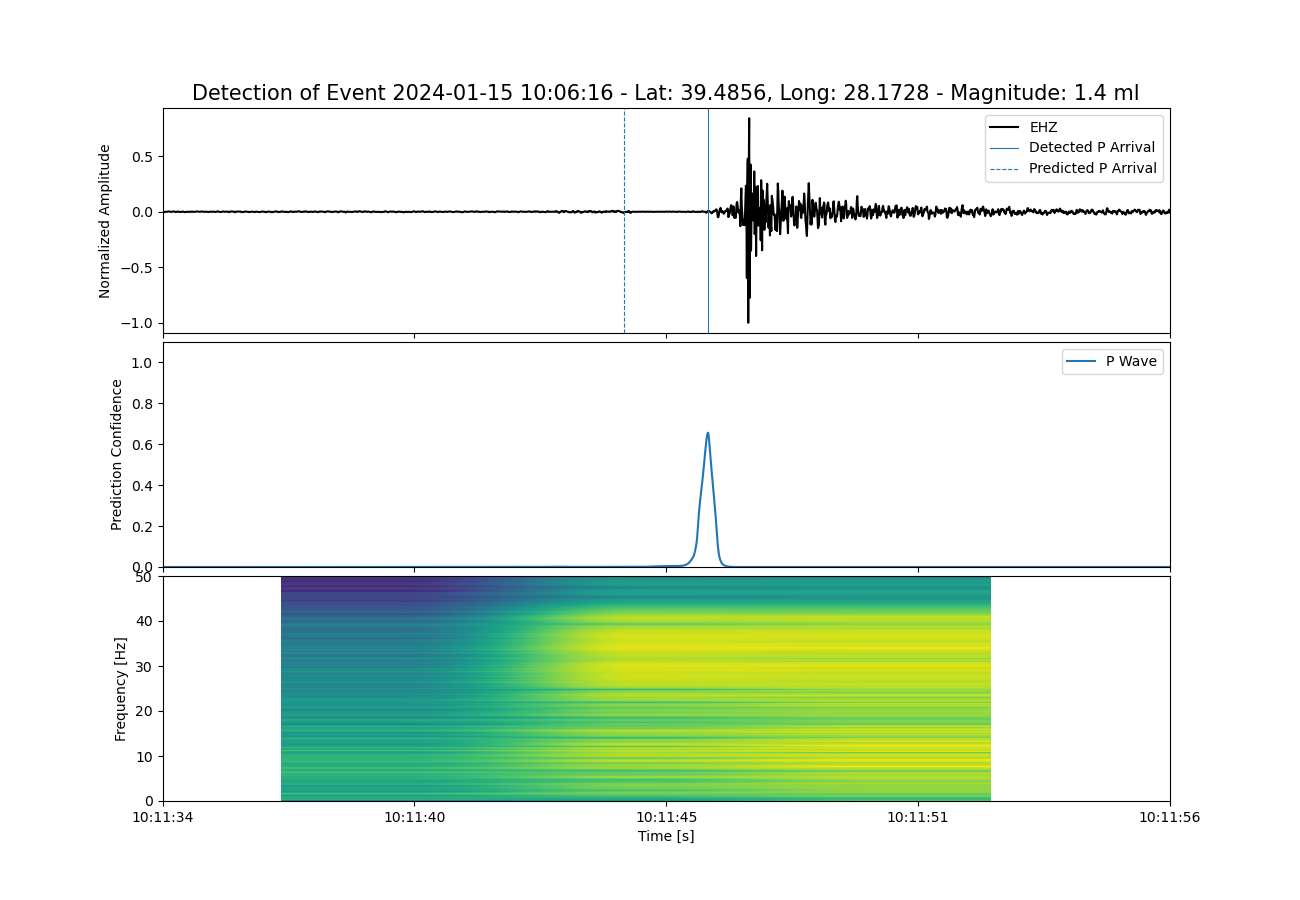 Detection of Event 2024-01-15 10:06:16 - Lat: 39.4856, Long: 28.1728 - Magnitude: 1.4 ml
EHZ
Detected P Arrival
Predicted P Arrival
Normalized Amplitude
0.5
0.0
−0.5
−1.0
P Wave
Prediction Confidence
1.0
0.8
0.6
0.4
0.2
0.0
Frequency [Hz]
50
40
30
20
10
0
10:11:34 10:11:40 10:11:45 10:11:51 10:11:56
Time [s]